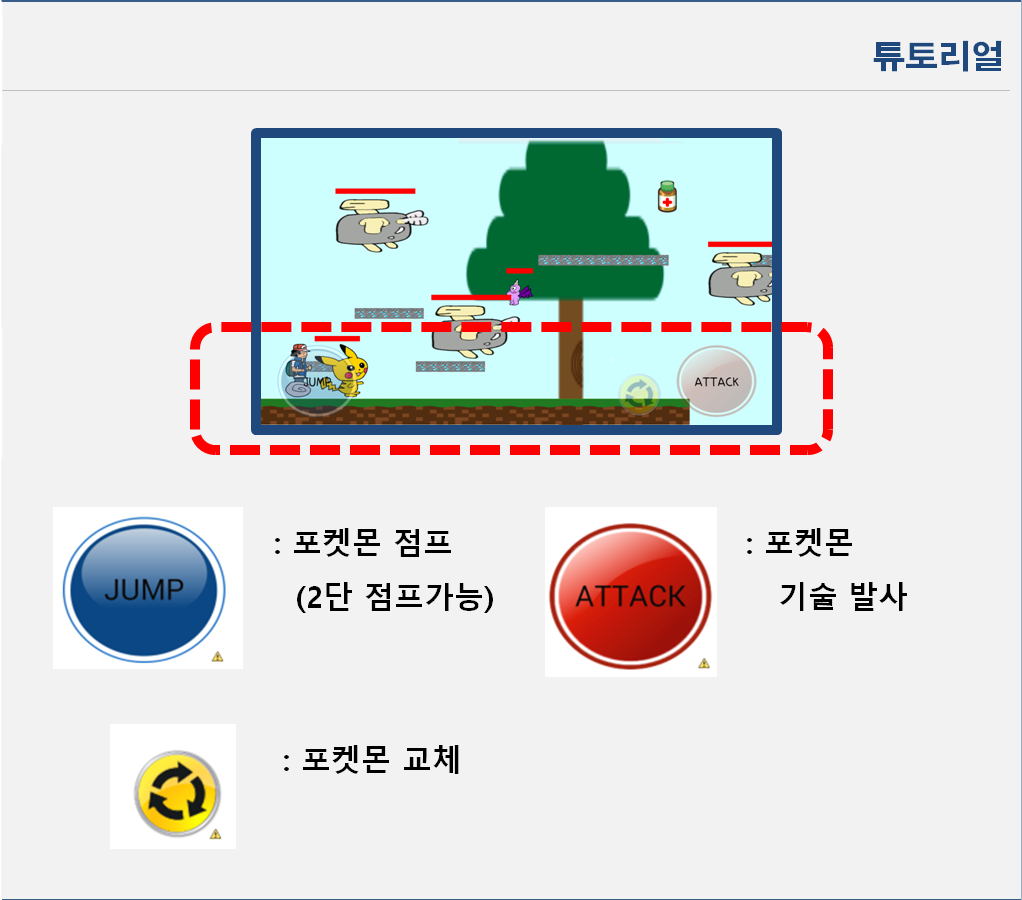 튜토리얼
JUMP
ATTACK
JUMP
: 포켓몬 점프
(2단 점프가능)
ATTACK
: 포켓몬
기술 발사
: 포켓몬 교체